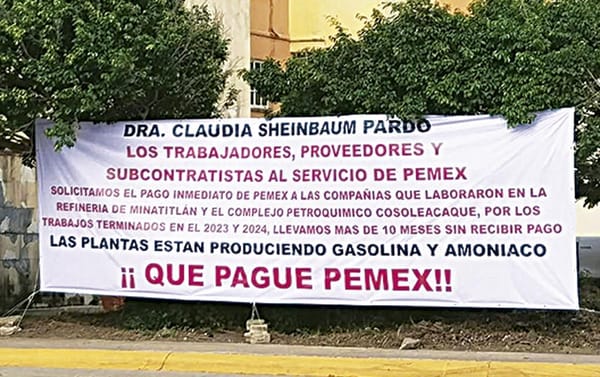 DRA. CLAUDIA SHEINBAUM PARDO
LOS TRABAJADORES, PROVEEDORES Y
SUBCONTRATISTAS AL SERVICIO DE PEMEX
SOLICITAMOS EL PAGO INMEDIATO DE PEMEX A LAS COMPAÑIAS QUE LABORARON EN LA
REFINERIA DE MINATITLÁN Y EL COMPLEJO PETROQUIMICO COSOLEACAQUE, POR LOS
TRABAJOS TERMINADOS EN EL 2023 Y 2024, LLEVAMOS MAS DE 10 MESES SIN RECIBIR PAGO
LAS PLANTAS ESTAN PRODUCIENDO GASOLINA Y AMONIACO
¡¡ QUE PAGUE PEMEX!!